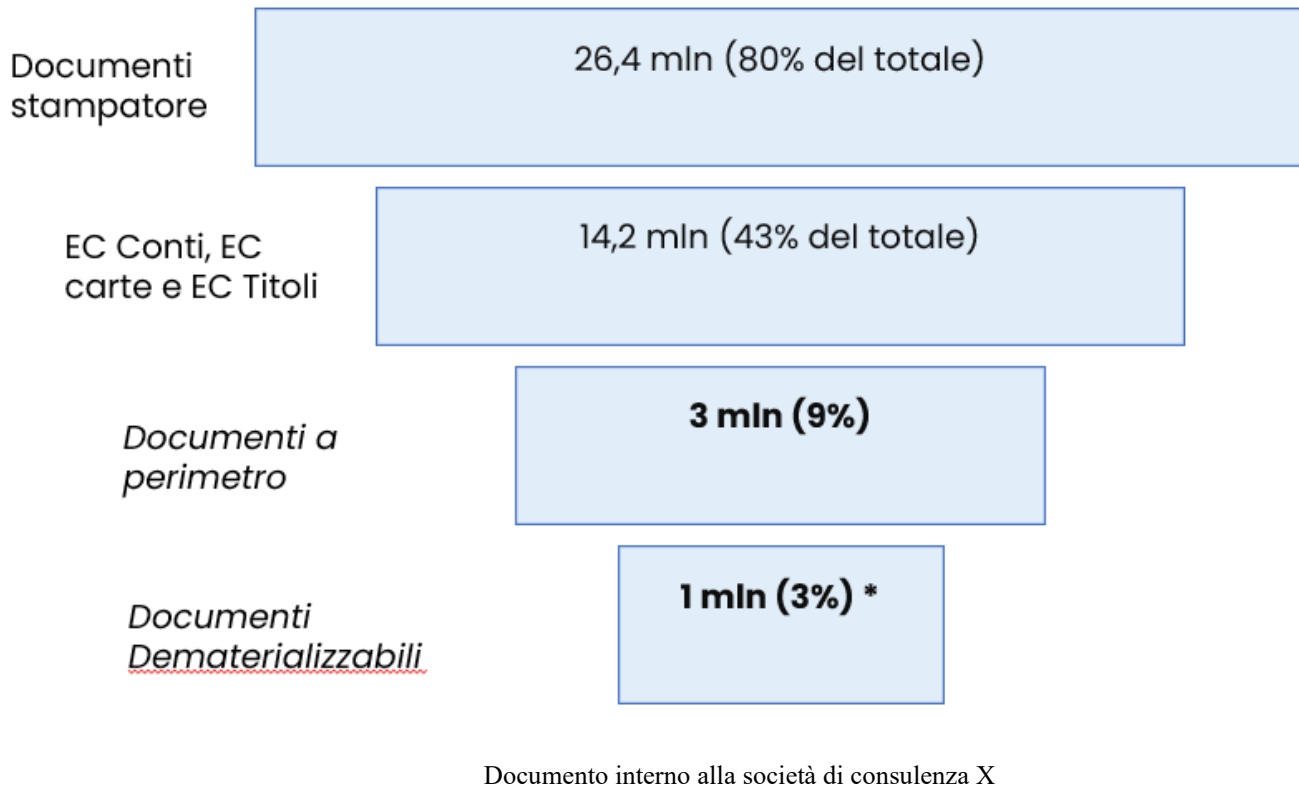 Documenti
stampatore
26,4 mln (80% del totale)
EC Conti, EC
carte e EC Titoli
14,2 mln (43% del totale)
Documenti a
perimetro
3 mln (9%)
Documenti
Dematerializzabili
1 mln (3%) *
Documento interno alla società di consulenza X